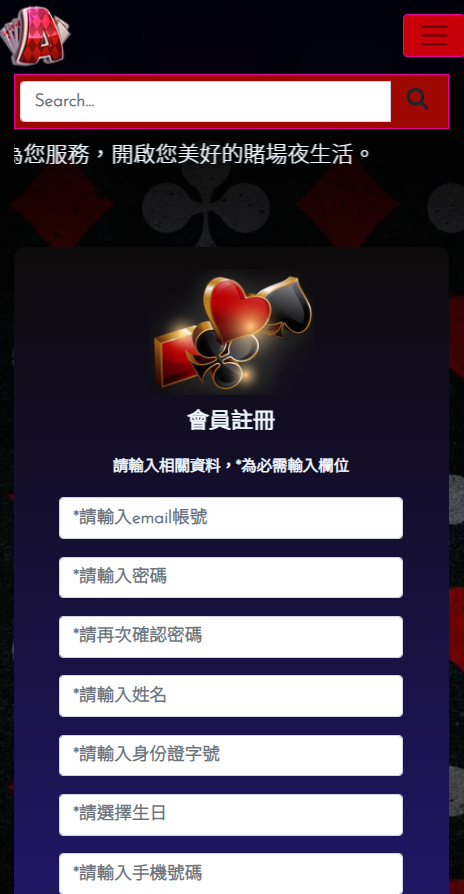 A
Search...
為您服務，開啟您美好的賭場夜生活。
會員註冊
請輸入相關資料，*為必需輸入欄位
*請輸入email帳號
*請輸入密碼
*請再次確認密碼
*請輸入姓名
*請輸入身份證字號
*請選擇生日
*請輸入手機號碼